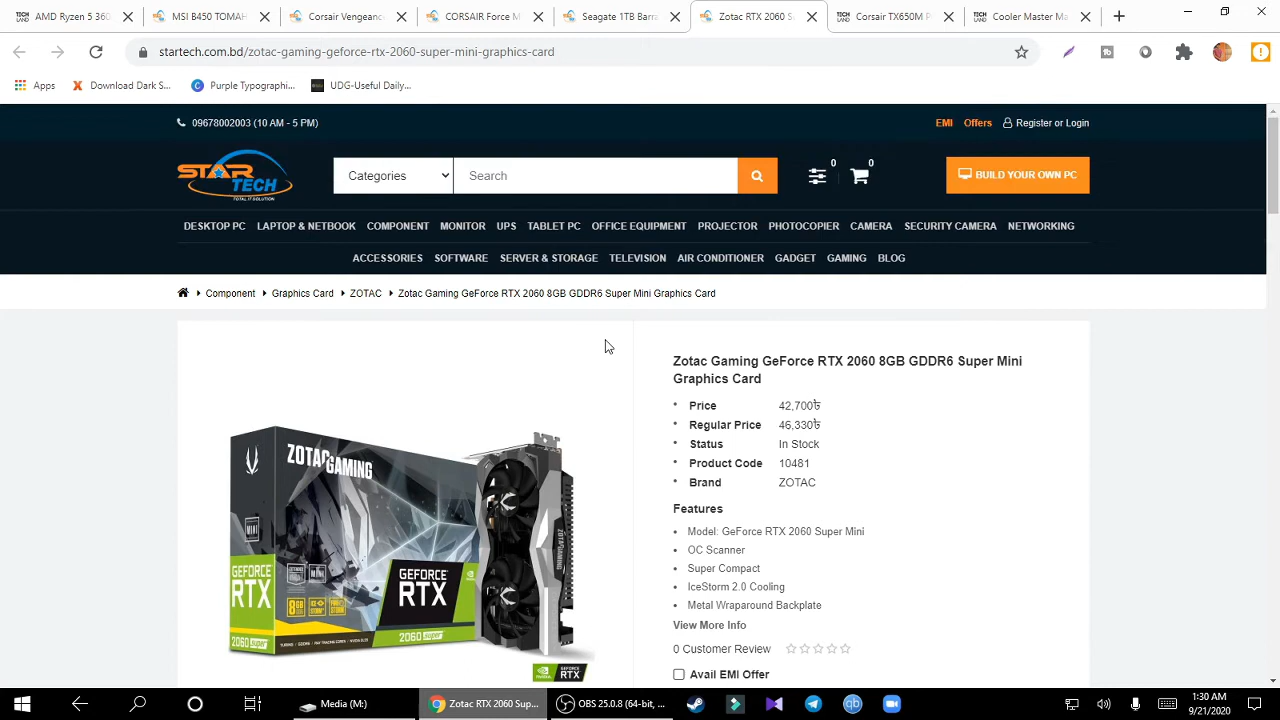 AMD Ryzen 5 360
MSI B450 TOMAH
Corsair Vengeanc
CORSAIR Force M
Seagate 1TB Barra
Zotac RTX 2060 S
Corsair TX650M P
Cooler Master Ma
startech.com.bd/zotac-gaming-geforce-rtx-2060-super-mini-graphics-card
Apps
Download Dark S...
Purple Typographi...
UDG-Useful Daily...
09678002003 (10 AM - 5 PM)
EMI Offers Register or Login
STAR TECH
TOTAL IT SOLUTION
Categories
Search
0
0
BUILD YOUR OWN PC
DESKTOP PC LAPTOP & NETBOOK COMPONENT MONITOR UPS TABLET PC OFFICE EQUIPMENT PROJECTOR PHOTOCOPIER CAMERA SECURITY CAMERA NETWORKING
ACCESSORIES SOFTWARE SERVER & STORAGE TELEVISION AIR CONDITIONER GADGET GAMING BLOG
Component Graphics Card ZOTAC Zotac Gaming GeForce RTX 2060 8GB GDDR6 Super Mini Graphics Card
ZOTAC GAMING
MINI
8GB
GEFORCE
RTX
2060 super
GEFORCE
RTX
2060 super
GEFORCE
RTX
Zotac Gaming GeForce RTX 2060 8GB GDDR6 Super Mini
Graphics Card
Price 42,700৳
Regular Price 46,330৳
Status In Stock
Product Code 10481
Brand ZOTAC
Features
Model: GeForce RTX 2060 Super Mini
OC Scanner
Super Compact
IceStorm 2.0 Cooling
Metal Wraparound Backplate
View More Info
0 Customer Review
Avail EMI Offer
Media (M:)
Zotac RTX 2060 Sup...
OBS 25.0.8 (64-bit, ...
1:30 AM
9/21/2020